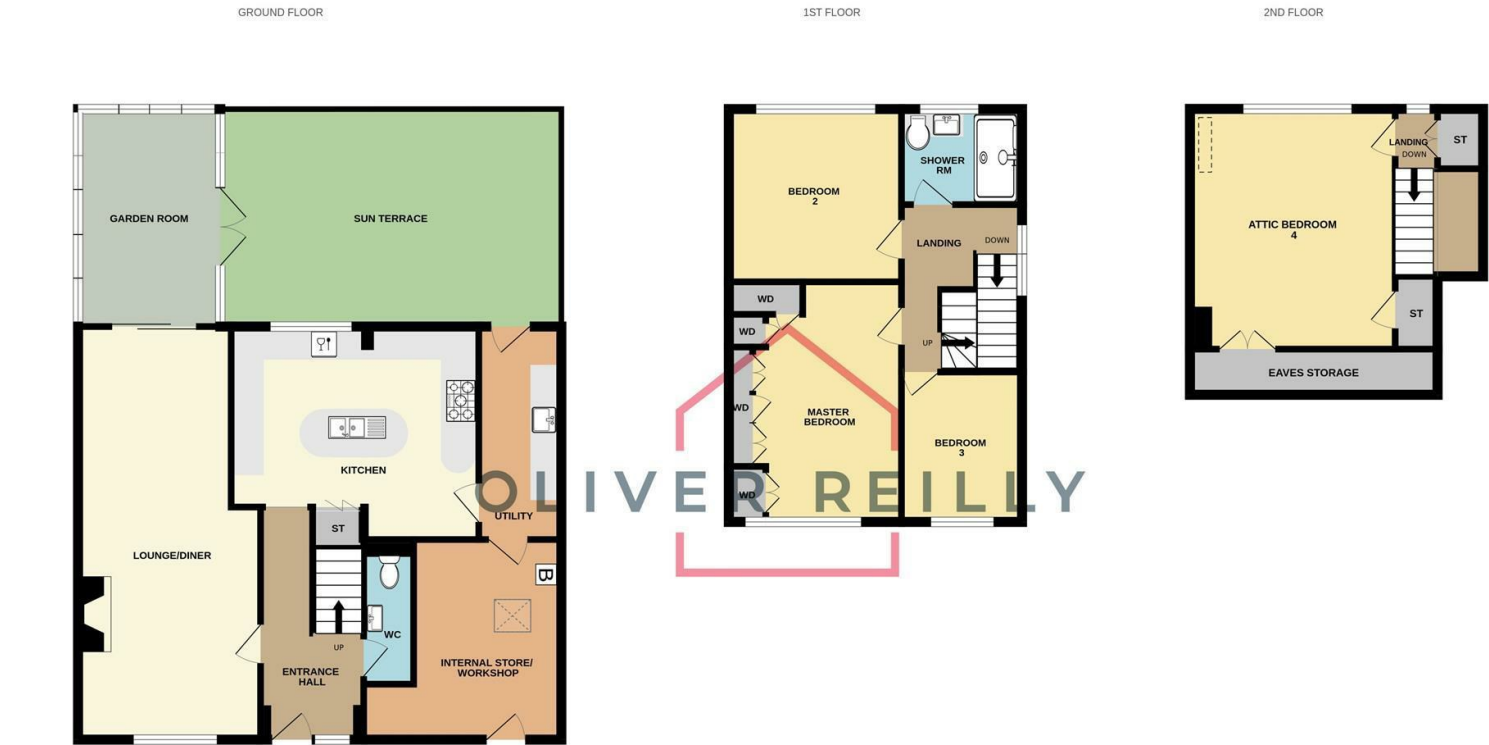 GROUND FLOOR
1ST FLOOR
2ND FLOOR
GARDEN ROOM
SUN TERRACE
KITCHEN
UTILITY
ST
LOUNGE/DINER
B
WC
UP
ENTRANCE
HALL
INTERNAL STORE/
WORKSHOP
BEDROOM
2
SHOWER
RM
LANDING
DOWN
WD
WD
WD
WD
UP
MASTER
BEDROOM
BEDROOM
3
OLIVER REILLY
LANDING
DOWN
ST
ATTIC BEDROOM
4
ST
EAVES STORAGE